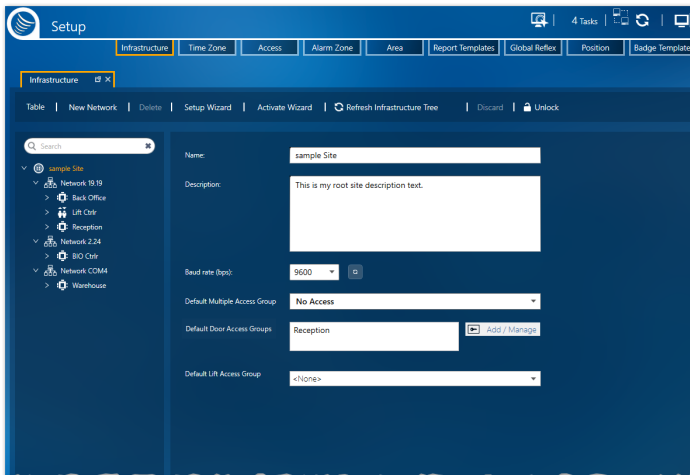 Setup
4 Tasks
Infrastructure Time Zone Access Alarm Zone Area Report Templates Global Reflex Position Badge Template
Infrastructure
Table New Network Delete Setup Wizard Activate Wizard Refresh Infrastructure Tree Discard Unlock
Search
sample Site
Network 19.19
Back Office
Lift Ctrlr
Reception
Network 2.24
BIO Ctrlr
Network COM4
Warehouse
Name:
sample Site
Description:
This is my root site description text.
Baud rate (bps):
9600
Default Multiple Access Group
No Access
Default Door Access Groups
Reception
Add / Manage
Default Lift Access Group
<None>